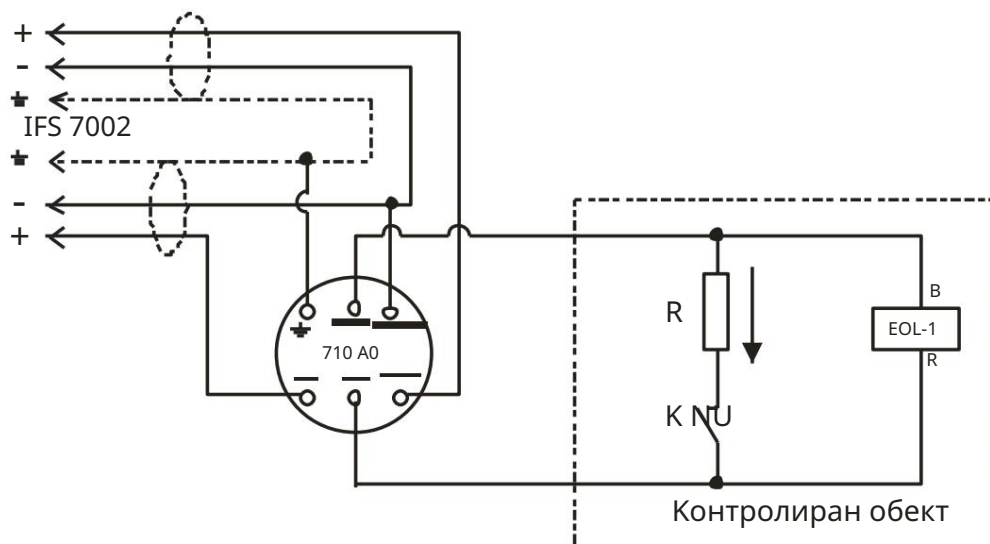 +
-
IFS 7002
-
+
B
R
EOL-1
710 A0
R
K NU
Контролиран обект